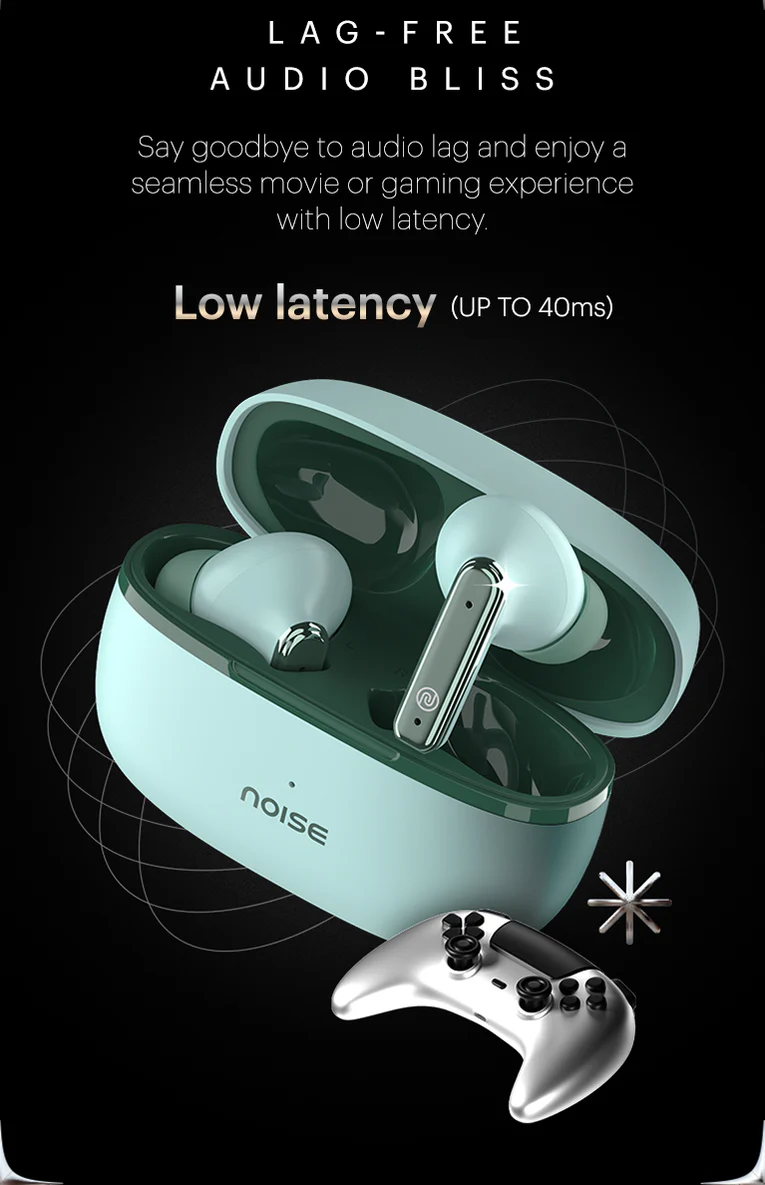 LAG-FREE
AUDIO BLISS
Say goodbye to audio lag and enjoy a
seamless movie or gaming experience
with low latency.
Low latency (UP TO 40ms)
NOISE